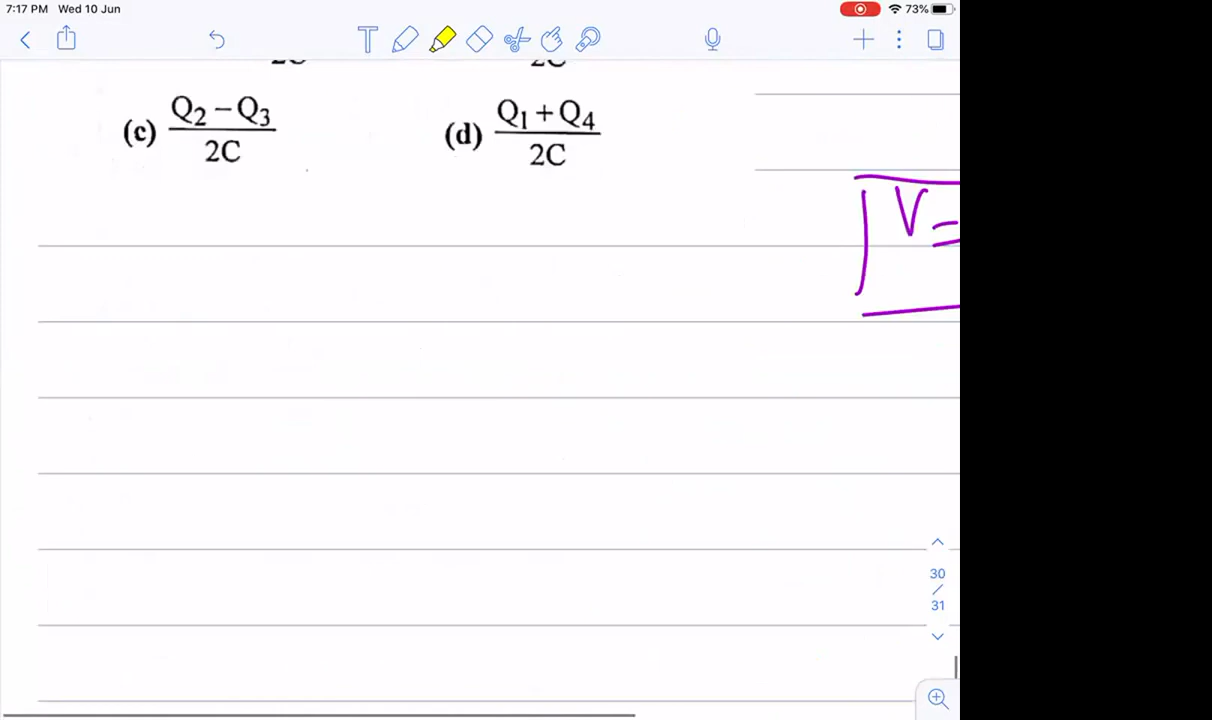 7:17 PM Wed 10 Jun 73%
(c) Q₂ − Q₃ / 2C (d) Q₁ + Q₄ / 2C
V =
30
/
31